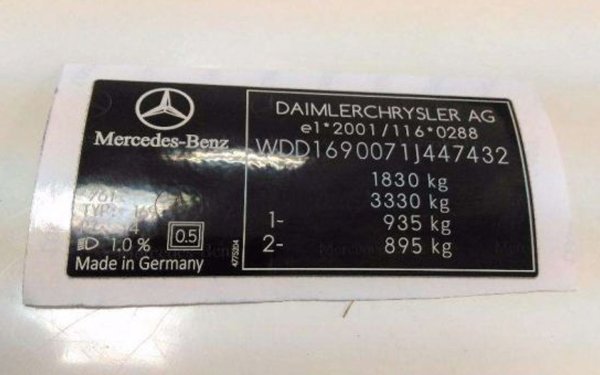 Mercedes-Benz
TYP:
1.0 %
0.5
Made in Germany
DAIMLERCHRYSLER AG
e1*2001/116*0288
WDD1690071J447432
1830 kg
3330 kg
1- 935 kg
2- 895 kg